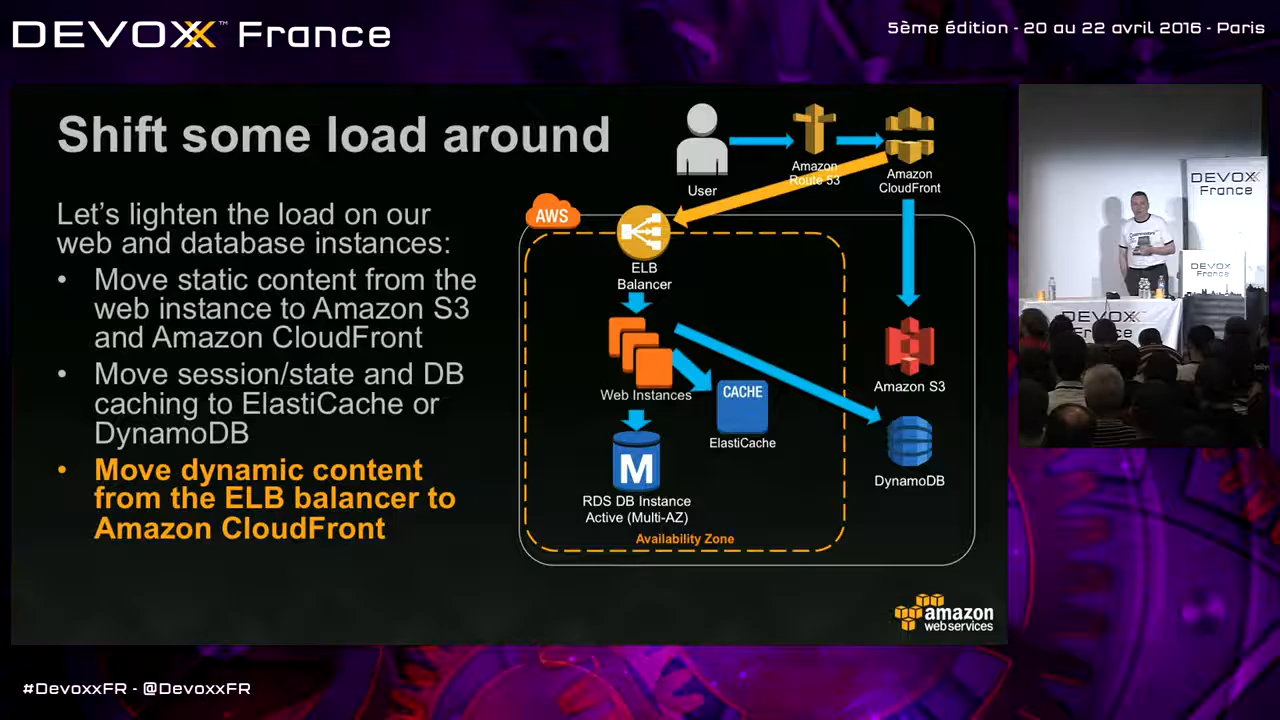 DEVOXX™ France
5ème édition - 20 au 22 avril 2016 - Paris
Shift some load around
Let's lighten the load on our
web and database instances:
• Move static content from the
web instance to Amazon S3
and Amazon CloudFront
• Move session/state and DB
caching to ElastiCache or
DynamoDB
• Move dynamic content
from the ELB balancer to
Amazon CloudFront
User
Amazon
Route 53
Amazon
CloudFront
AWS
ELB
Balancer
Web Instances
CACHE
ElastiCache
Amazon S3
DynamoDB
M
RDS DB Instance
Active (Multi-AZ)
Availability Zone
amazon
web services
DEVOXX
France
DEVOXX
France
DEVOXX
France
#DevoxxFR - @DevoxxFR